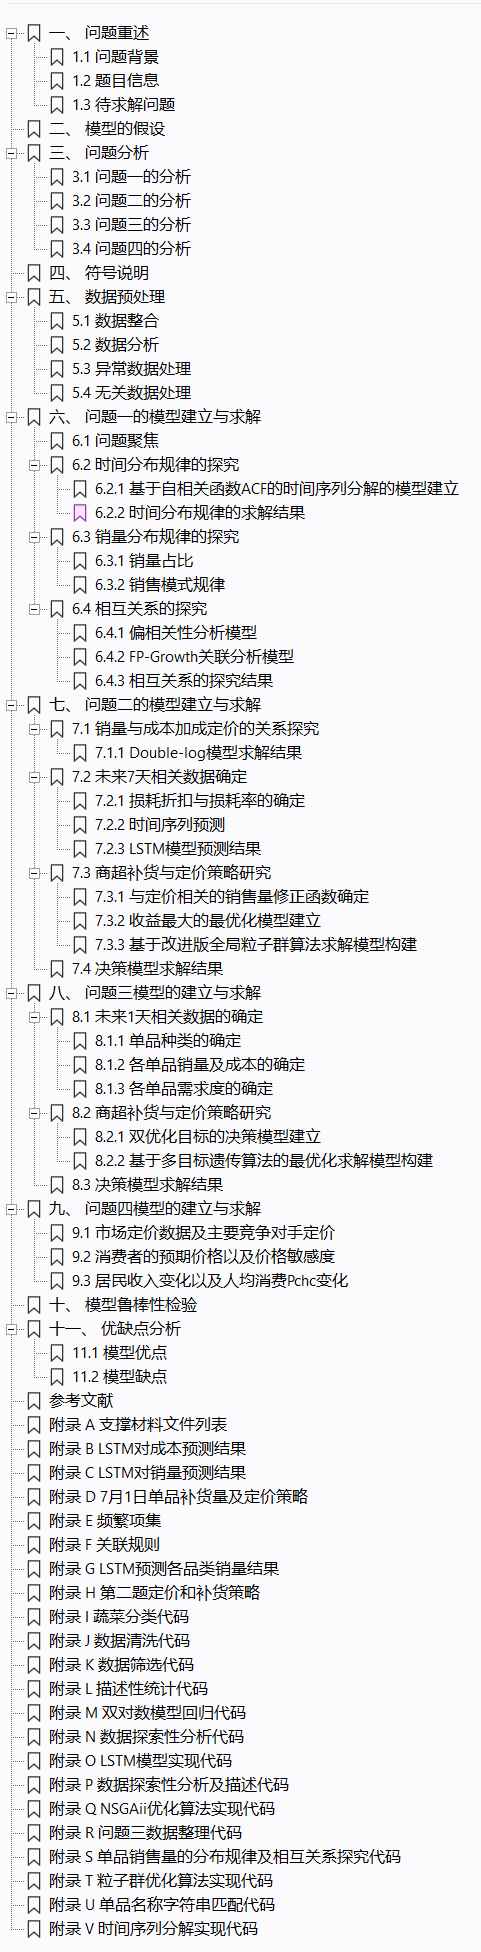 一、 问题重述
1.1 问题背景
1.2 题目信息
1.3 待求解问题
二、 模型的假设
三、 问题分析
3.1 问题一的分析
3.2 问题二的分析
3.3 问题三的分析
3.4 问题四的分析
四、 符号说明
五、 数据预处理
5.1 数据整合
5.2 数据分析
5.3 异常数据处理
5.4 无关数据处理
六、 问题一的模型建立与求解
6.1 问题聚焦
6.2 时间分布规律的探究
6.2.1 基于自相关函数ACF的时间序列分解的模型建立
6.2.2 时间分布规律的求解结果
6.3 销量分布规律的探究
6.3.1 销量占比
6.3.2 销售模式规律
6.4 相互关系的探究
6.4.1 偏相关性分析模型
6.4.2 FP-Growth关联分析模型
6.4.3 相互关系的探究结果
七、 问题二的模型建立与求解
7.1 销量与成本加成定价的关系探究
7.1.1 Double-log模型求解结果
7.2 未来7天相关数据确定
7.2.1 损耗折扣与损耗率的确定
7.2.2 时间序列预测
7.2.3 LSTM模型预测结果
7.3 商超补货与定价策略研究
7.3.1 与定价相关的销售量修正函数确定
7.3.2 收益最大的最优化模型建立
7.3.3 基于改进版全局粒子群算法求解模型构建
7.4 决策模型求解结果
八、 问题三模型的建立与求解
8.1 未来1天相关数据的确定
8.1.1 单品种类的确定
8.1.2 各单品销量及成本的确定
8.1.3 各单品需求度的确定
8.2 商超补货与定价策略研究
8.2.1 双优化目标的决策模型建立
8.2.2 基于多目标遗传算法的最优化求解模型构建
8.3 决策模型求解结果
九、 问题四模型的建立与求解
9.1 市场定价数据及主要竞争对手定价
9.2 消费者的预期价格以及价格敏感度
9.3 居民收入变化以及人均消费Pchc变化
十、 模型鲁棒性检验
十一、 优缺点分析
11.1 模型优点
11.2 模型缺点
参考文献
附录 A 支撑材料文件列表
附录 B LSTM对成本预测结果
附录 C LSTM对销量预测结果
附录 D 7月1日单品补货量及定价策略
附录 E 频繁项集
附录 F 关联规则
附录 G LSTM预测各品类销量结果
附录 H 第二题定价和补货策略
附录 I 蔬菜分类代码
附录 J 数据清洗代码
附录 K 数据筛选代码
附录 L 描述性统计代码
附录 M 双对数模型回归代码
附录 N 数据探索性分析代码
附录 O LSTM模型实现代码
附录 P 数据探索性分析及描述代码
附录 Q NSGAii优化算法实现代码
附录 R 问题三数据整理代码
附录 S 单品销售量的分布规律及相互关系探究代码
附录 T 粒子群优化算法实现代码
附录 U 单品名称字符串匹配代码
附录 V 时间序列分解实现代码